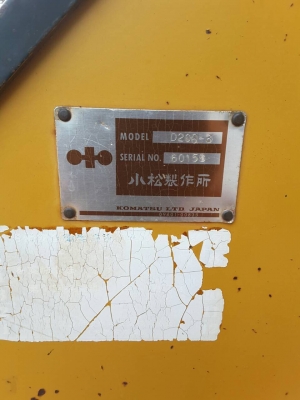 MODEL
SERIAL NO. 60153
小松製作所
KOMATSU LTD JAPAN